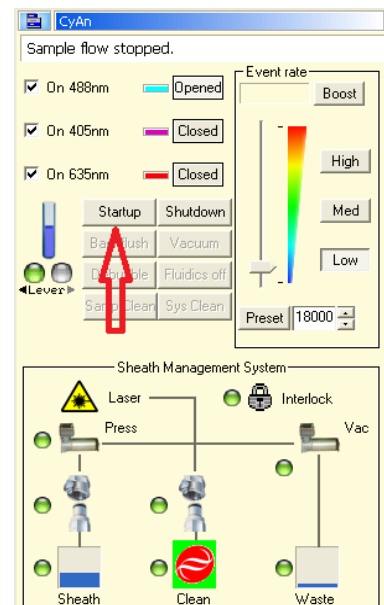 CyAn
Sample flow stopped.
Event rate
On 488nm Opened Boost
On 405nm Closed
High
On 635nm Closed
Startup Shutdown Med
Backflush Vacuum
Low
Debubble Fluidics off
Lever
Samp Clean Sys Clean
Preset 18000
Sheath Management System
Laser Interlock
Press Vac
Sheath Clean Waste